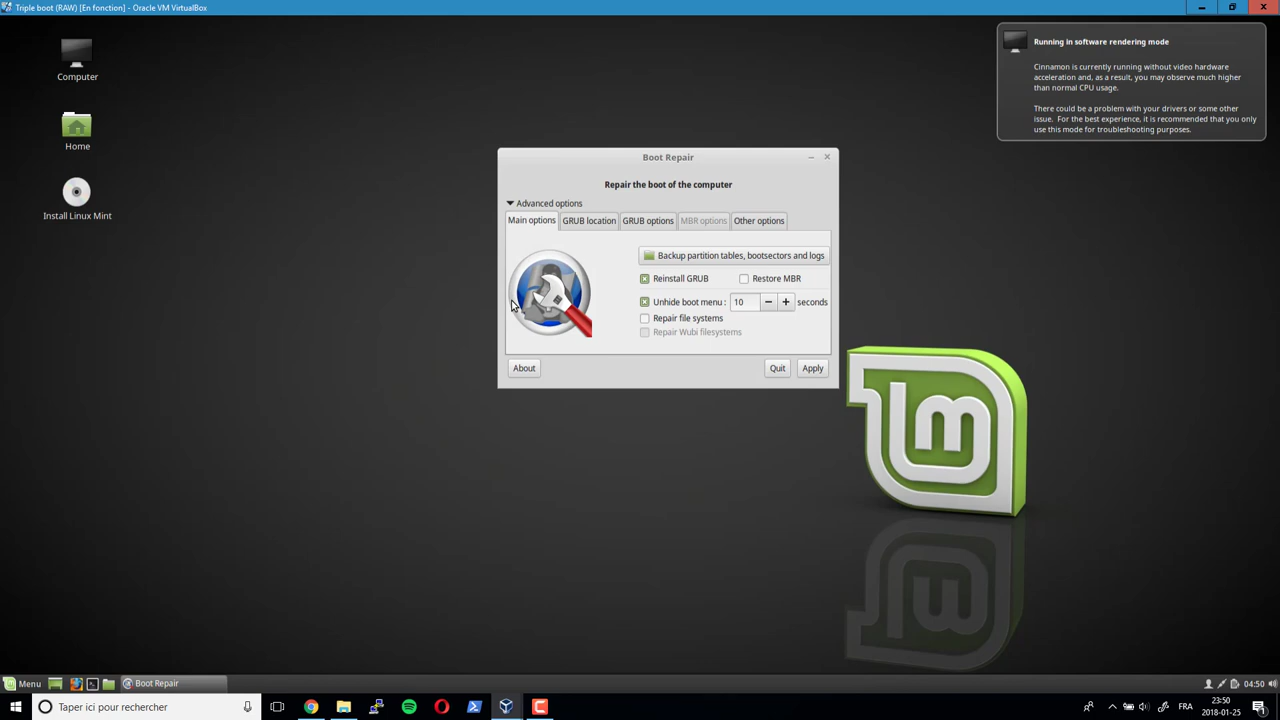 Triple boot (RAW) [En fonction] - Oracle VM VirtualBox
Computer
Home
Install Linux Mint
Running in software rendering mode
Cinnamon is currently running without video hardware
acceleration and, as a result, you may observe much higher
than normal CPU usage.
There could be a problem with your drivers or some other
issue. For the best experience, it is recommended that you only
use this mode for troubleshooting purposes.
Boot Repair
Repair the boot of the computer
Advanced options
Main options GRUB location GRUB options MBR options Other options
Backup partition tables, bootsectors and logs
Reinstall GRUB Restore MBR
Unhide boot menu : 10 seconds
Repair file systems
Repair Wubi filesystems
About Quit Apply
lm
Menu Boot Repair 04:50
Taper ici pour rechercher FRA 23:50
2018-01-25 1